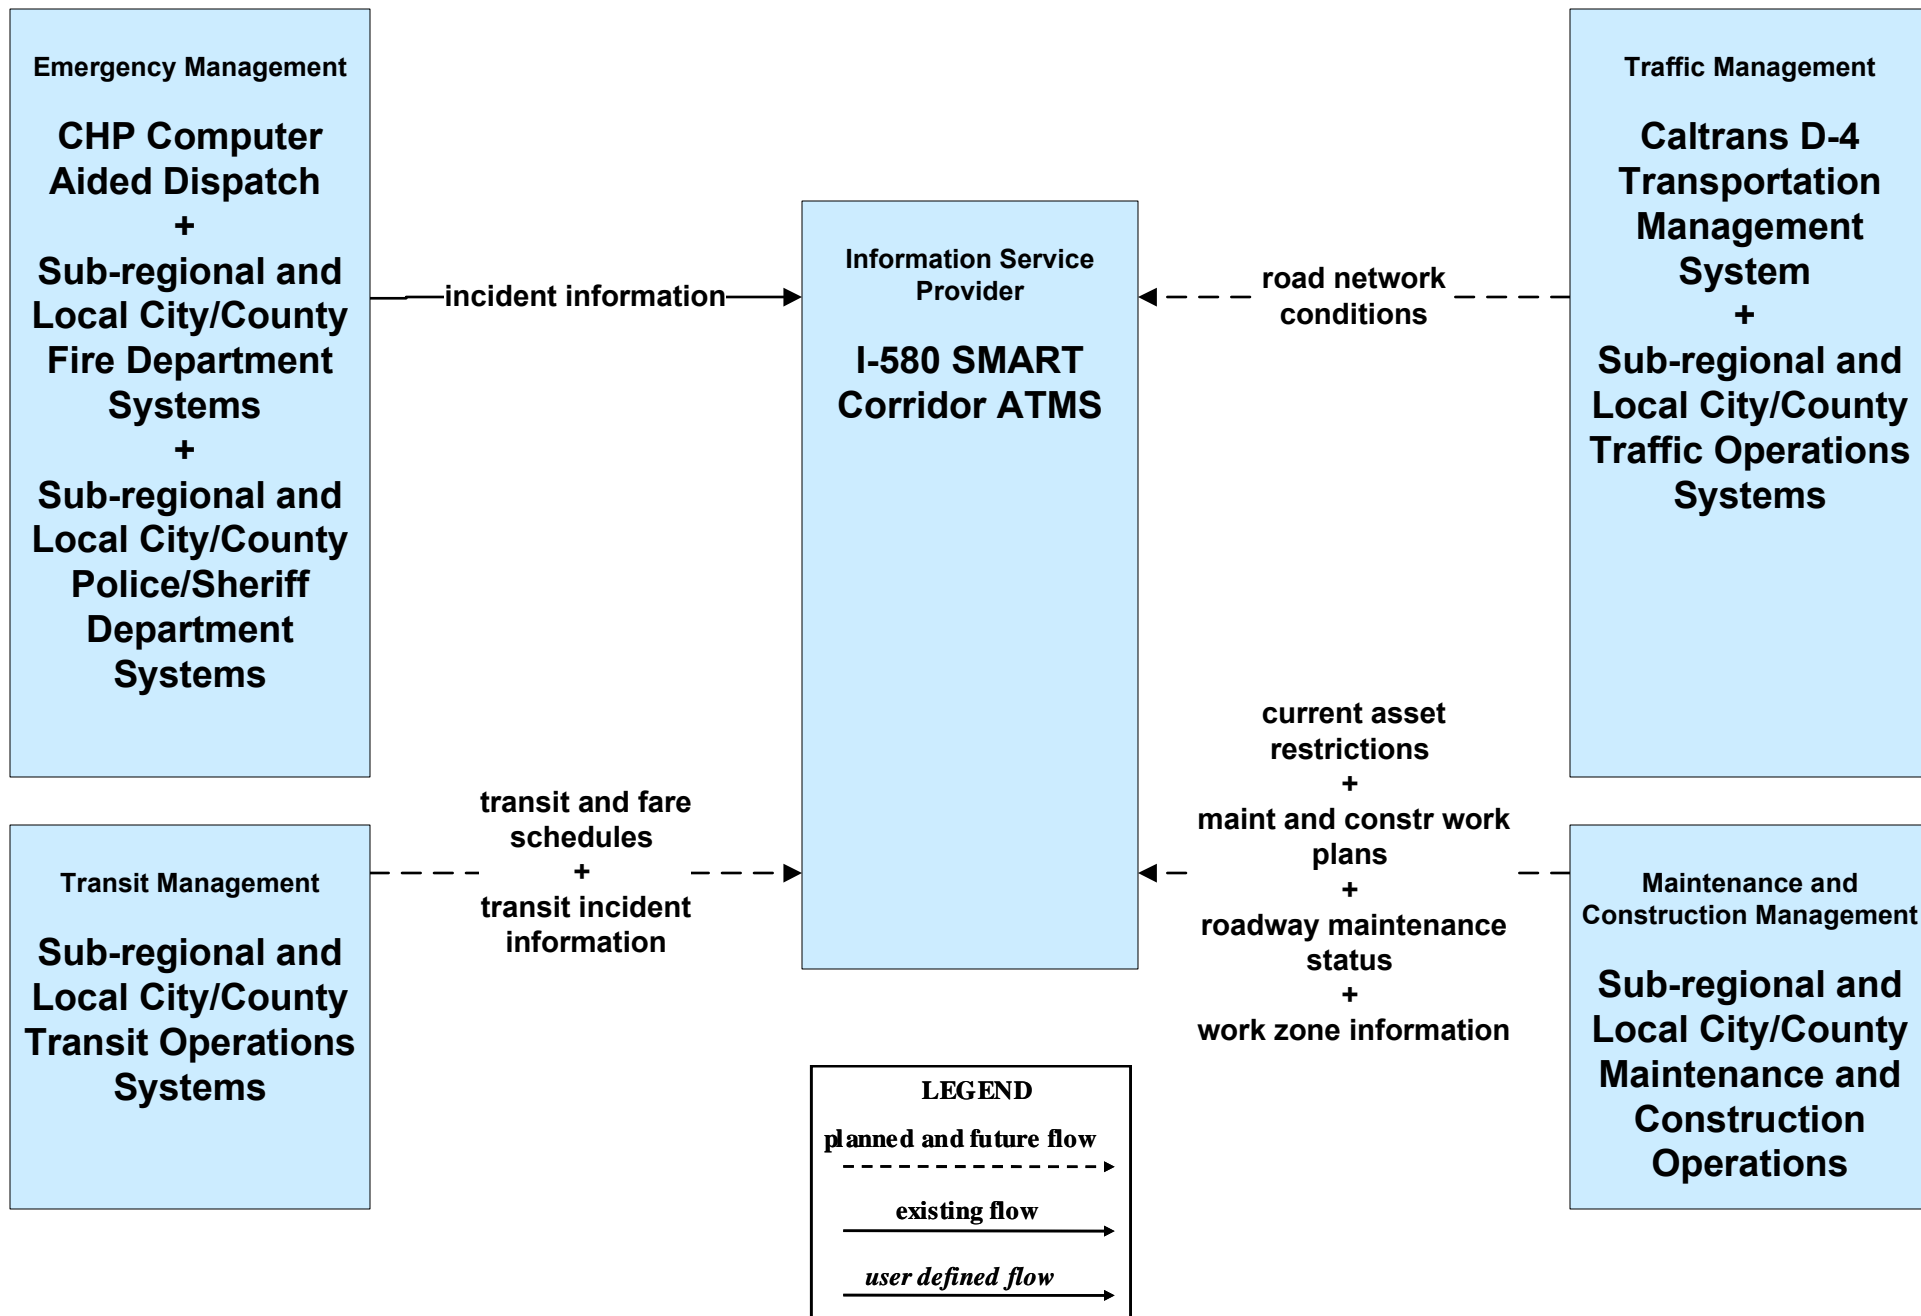 Emergency Management
CHP Computer
Aided Dispatch
+
Sub-regional and
Local City/County
Fire Department
Systems
+
Sub-regional and
Local City/County
Police/Sheriff
Department
Systems
incident information
Information Service
Provider
I-580 SMART
Corridor ATMS
road network
conditions
Traffic Management
Caltrans D-4
Transportation
Management
System
+
Sub-regional and
Local City/County
Traffic Operations
Systems
Transit Management
Sub-regional and
Local City/County
Transit Operations
Systems
transit and fare
schedules
+
transit incident
information
current asset
restrictions
+
maint and constr work
plans
+
roadway maintenance
status
+
work zone information
Maintenance and
Construction Management
Sub-regional and
Local City/County
Maintenance and
Construction
Operations
LEGEND
planned and future flow
existing flow
user defined flow